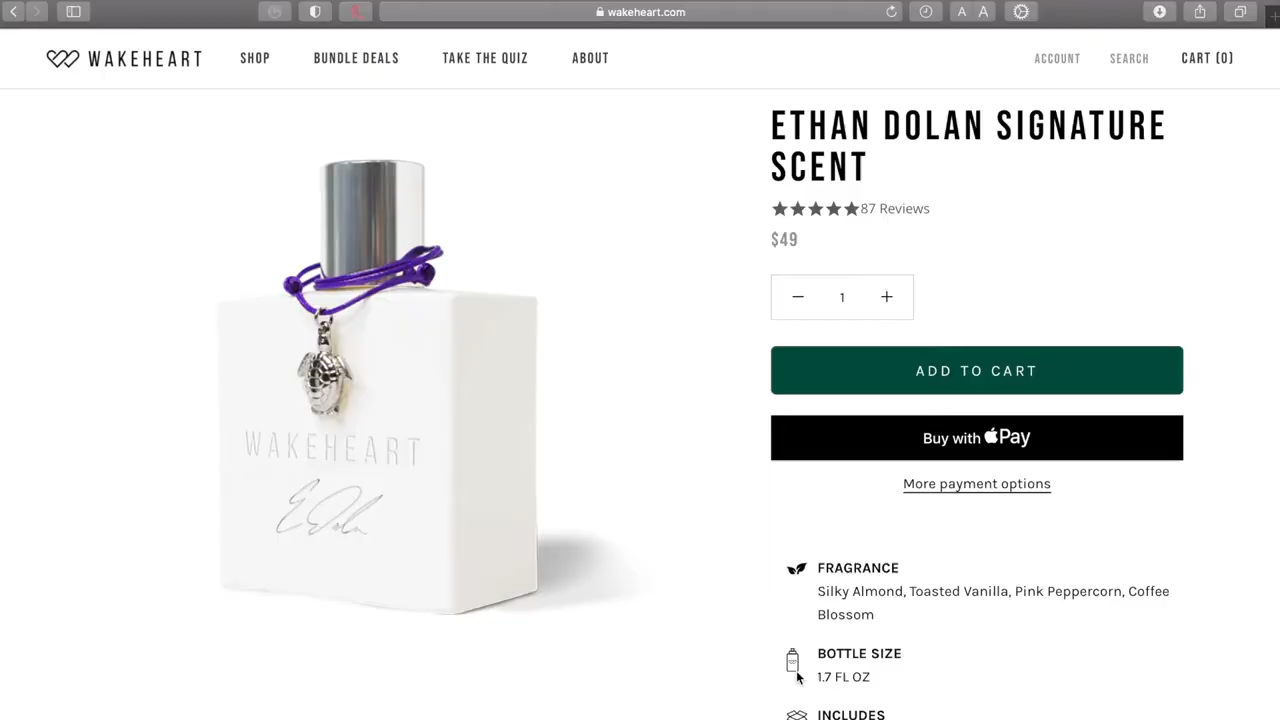 wakeheart.com
A A
WAKEHEART
SHOP
BUNDLE DEALS
TAKE THE QUIZ
ABOUT
ACCOUNT
SEARCH
CART (0)
WAKEHEART
E Dolan
ETHAN DOLAN SIGNATURE
SCENT
87 Reviews
$49
1
ADD TO CART
Buy with Pay
More payment options
FRAGRANCE
Silky Almond, Toasted Vanilla, Pink Peppercorn, Coffee
Blossom
BOTTLE SIZE
1.7 FL OZ
INCLUDES